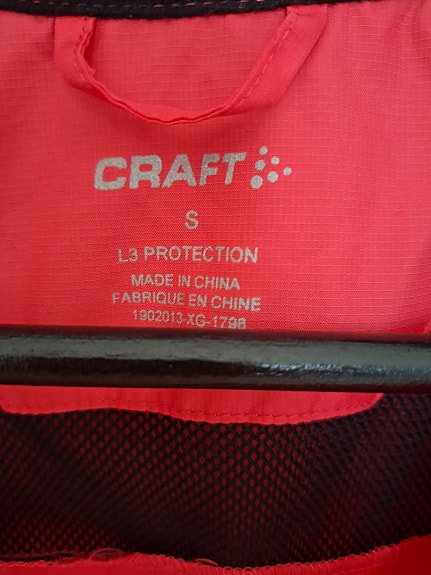 CRAFT
S
L3 PROTECTION
MADE IN CHINA
FABRIQUE EN CHINE
1902013-XG-1798